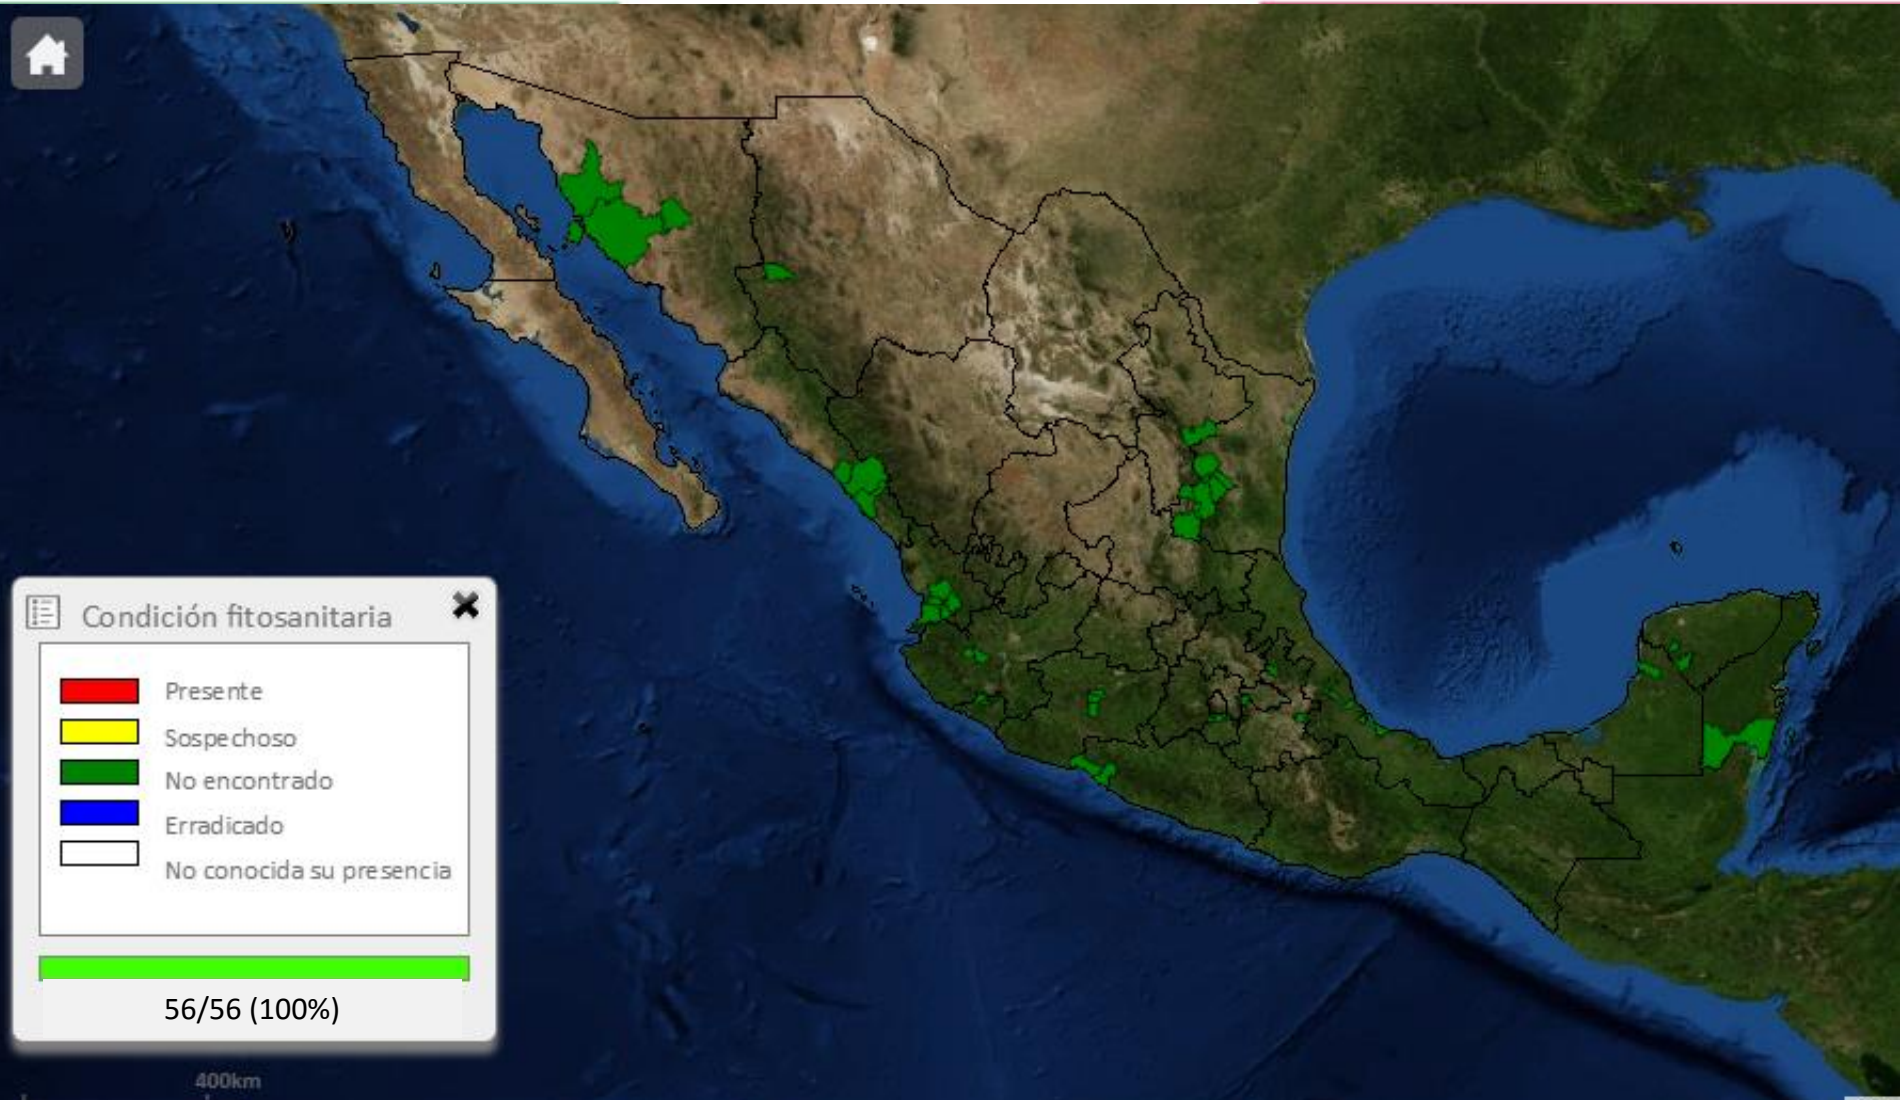 Condición fitosanitaria
Presente
Sospechoso
No encontrado
Erradicado
No conocida su presencia
56/56 (100%)
400km